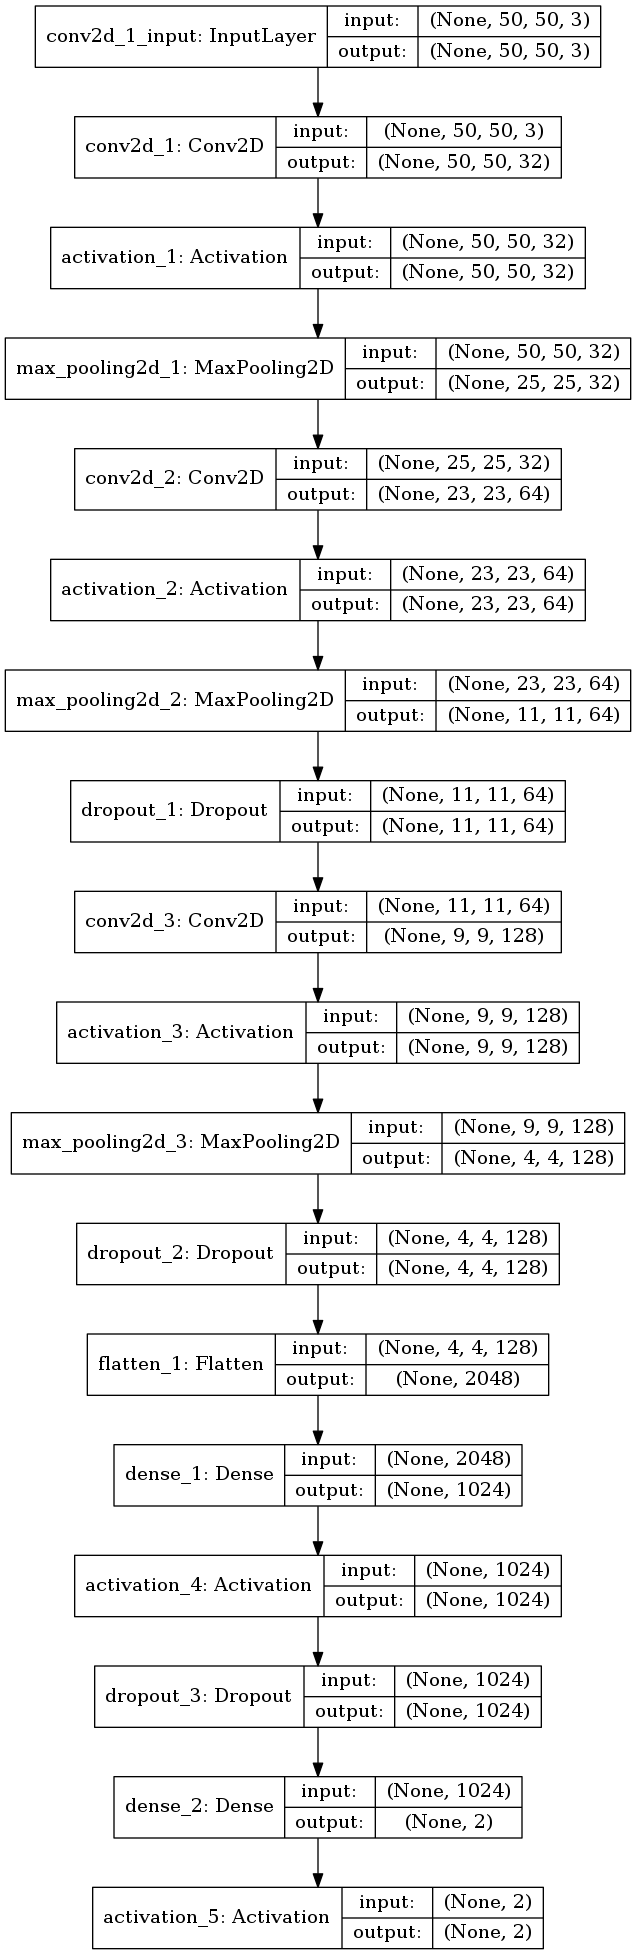 conv2d_1_input: InputLayer input: (None, 50, 50, 3)
output: (None, 50, 50, 3)
conv2d_1: Conv2D input: (None, 50, 50, 3)
output: (None, 50, 50, 32)
activation_1: Activation input: (None, 50, 50, 32)
output: (None, 50, 50, 32)
max_pooling2d_1: MaxPooling2D input: (None, 50, 50, 32)
output: (None, 25, 25, 32)
conv2d_2: Conv2D input: (None, 25, 25, 32)
output: (None, 23, 23, 64)
activation_2: Activation input: (None, 23, 23, 64)
output: (None, 23, 23, 64)
max_pooling2d_2: MaxPooling2D input: (None, 23, 23, 64)
output: (None, 11, 11, 64)
dropout_1: Dropout input: (None, 11, 11, 64)
output: (None, 11, 11, 64)
conv2d_3: Conv2D input: (None, 11, 11, 64)
output: (None, 9, 9, 128)
activation_3: Activation input: (None, 9, 9, 128)
output: (None, 9, 9, 128)
max_pooling2d_3: MaxPooling2D input: (None, 9, 9, 128)
output: (None, 4, 4, 128)
dropout_2: Dropout input: (None, 4, 4, 128)
output: (None, 4, 4, 128)
flatten_1: Flatten input: (None, 4, 4, 128)
output: (None, 2048)
dense_1: Dense input: (None, 2048)
output: (None, 1024)
activation_4: Activation input: (None, 1024)
output: (None, 1024)
dropout_3: Dropout input: (None, 1024)
output: (None, 1024)
dense_2: Dense input: (None, 1024)
output: (None, 2)
activation_5: Activation input: (None, 2)
output: (None, 2)